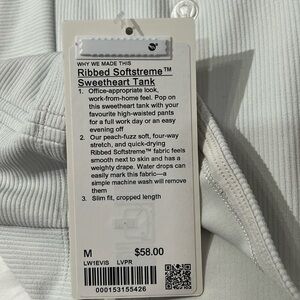 WHY WE MADE THIS
Ribbed Softstreme™
Sweetheart Tank
1. Office-appropriate look,
work-from-home feel. Pop on
this sweetheart tank with your
favourite high-waisted pants
for a full work day or an easy
evening off
2. Our peach-fuzz soft, four-way
stretch, and quick-drying
Ribbed Softstreme™ fabric feels
smooth next to skin and has a
weighty drape. Water drops can
easily mark this fabric—a
simple machine wash will remove
them
3. Slim fit, cropped length
M $58.00
LW1EVIS LVPR
000153155426